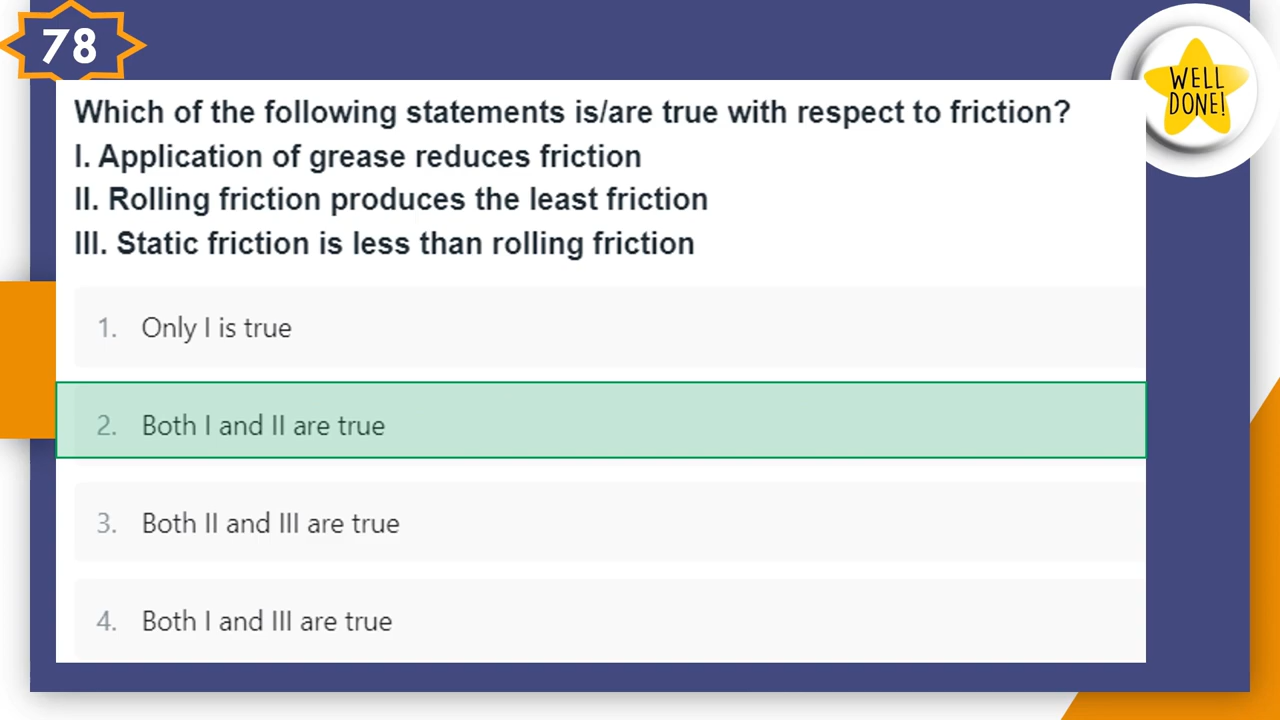 78
WELL
DONE!
Which of the following statements is/are true with respect to friction?
I. Application of grease reduces friction
II. Rolling friction produces the least friction
III. Static friction is less than rolling friction
1. Only I is true
2. Both I and II are true
3. Both II and III are true
4. Both I and III are true